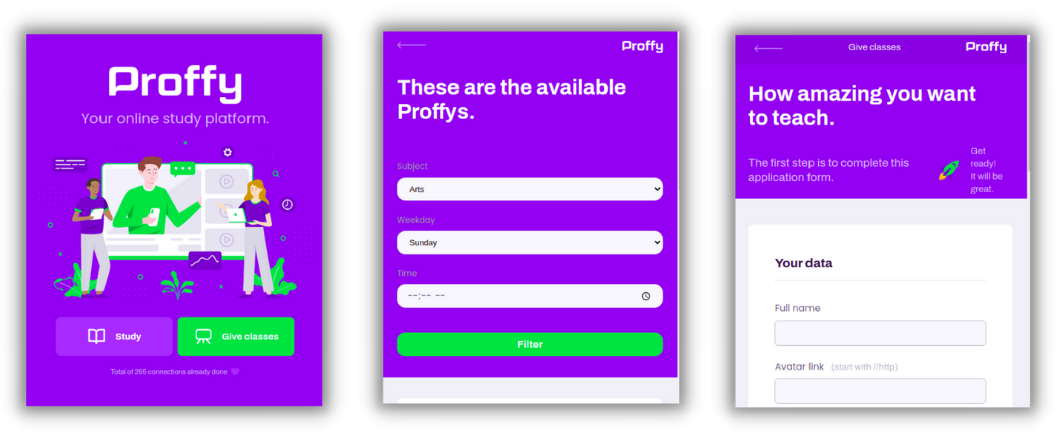 Proffy
Your online study platform.
Study
Give classes
Total of 265 connections already done
Proffy
These are the available
Proffys.
Subject
Arts
Weekday
Sunday
Time
--:-- --
Filter
Give classes
Proffy
How amazing you want
to teach.
The first step is to complete this
application form.
Get
ready!
It will be
great.
Your data
Full name
Avatar link (start with //http)